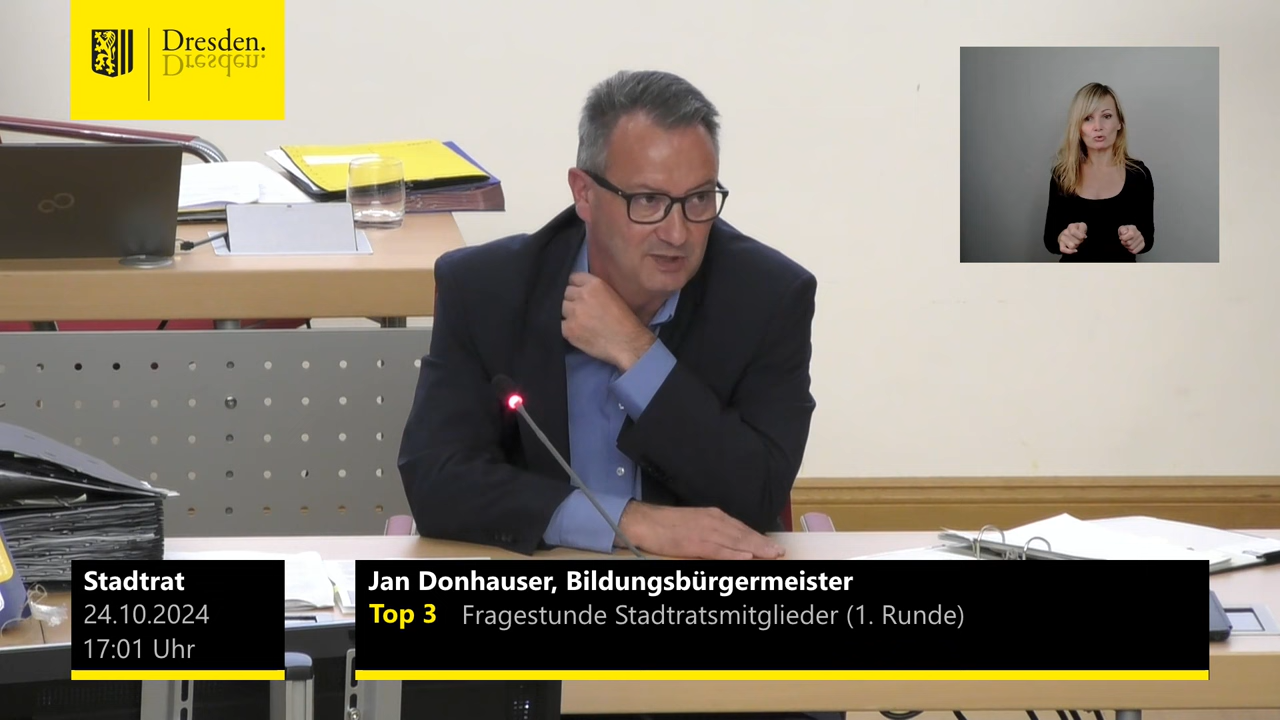 Dresden.
Dresden.
Stadtrat
24.10.2024
17:01 Uhr
Jan Donhauser, Bildungsbürgermeister
Top 3 Fragestunde Stadtratsmitglieder (1. Runde)